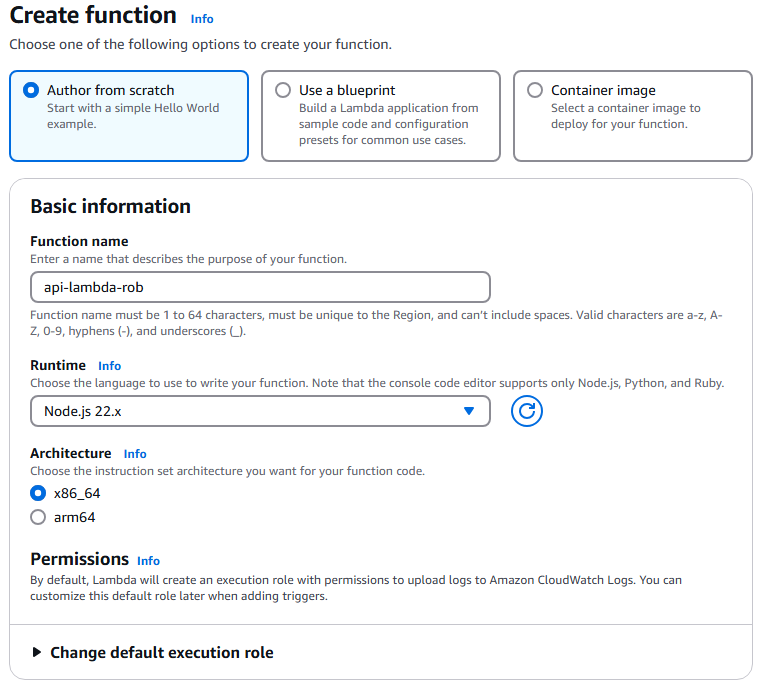 Create function Info
Choose one of the following options to create your function.
Author from scratch
Start with a simple Hello World
example.
Use a blueprint
Build a Lambda application from
sample code and configuration
presets for common use cases.
Container image
Select a container image to
deploy for your function.
Basic information
Function name
Enter a name that describes the purpose of your function.
api-lambda-rob
Function name must be 1 to 64 characters, must be unique to the Region, and can't include spaces. Valid characters are a-z, A-
Z, 0-9, hyphens (-), and underscores (_).
Runtime Info
Choose the language to use to write your function. Note that the console code editor supports only Node.js, Python, and Ruby.
Node.js 22.x
Architecture Info
Choose the instruction set architecture you want for your function code.
x86_64
arm64
Permissions Info
By default, Lambda will create an execution role with permissions to upload logs to Amazon CloudWatch Logs. You can
customize this default role later when adding triggers.
Change default execution role